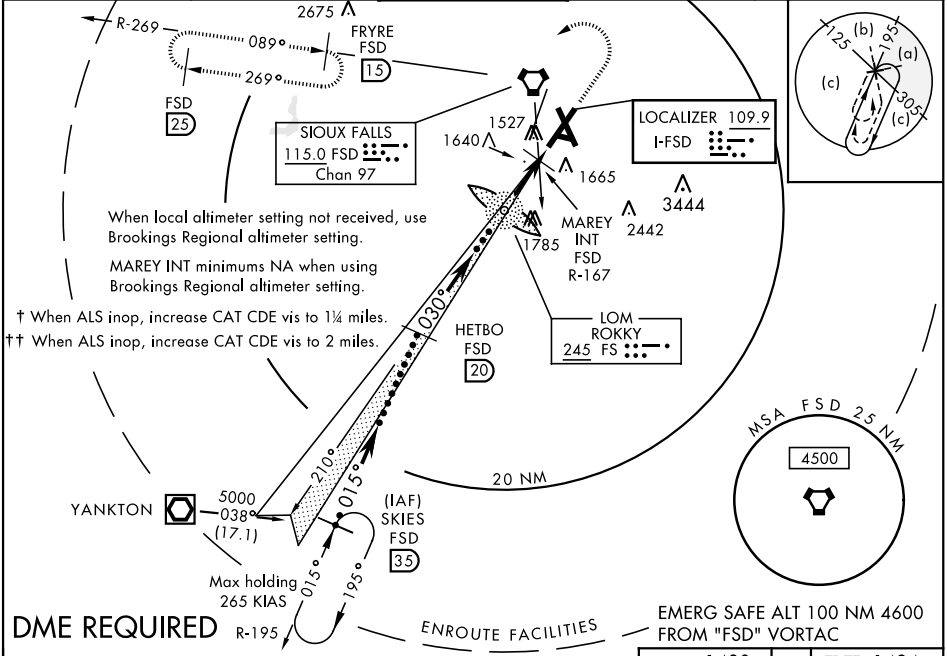 R-269
2675
FRYRE
FSD
15
089°
269°
FSD
25
SIOUX FALLS
115.0 FSD
Chan 97
1527
1640
1665
LOCALIZER 109.9
I-FSD
(b)
195
125
(a)
(c)
305
(c)
3444
2442
1785
MAREY
INT
FSD
R-167
When local altimeter setting not received, use
Brookings Regional altimeter setting.
MAREY INT minimums NA when using
Brookings Regional altimeter setting.
† When ALS inop, increase CAT CDE vis to 1¼ miles.
†† When ALS inop, increase CAT CDE vis to 2 miles.
030°
HETBO
FSD
20
LOM
ROKKY
245 FS
MSA FSD 25 NM
4500
20 NM
210°
015°
YANKTON
5000
038°
(17.1)
(IAF)
SKIES
FSD
35
Max holding
265 KIAS
015°
195°
R-195
DME REQUIRED
ENROUTE FACILITIES
EMERG SAFE ALT 100 NM 4600
FROM "FSD" VORTAC